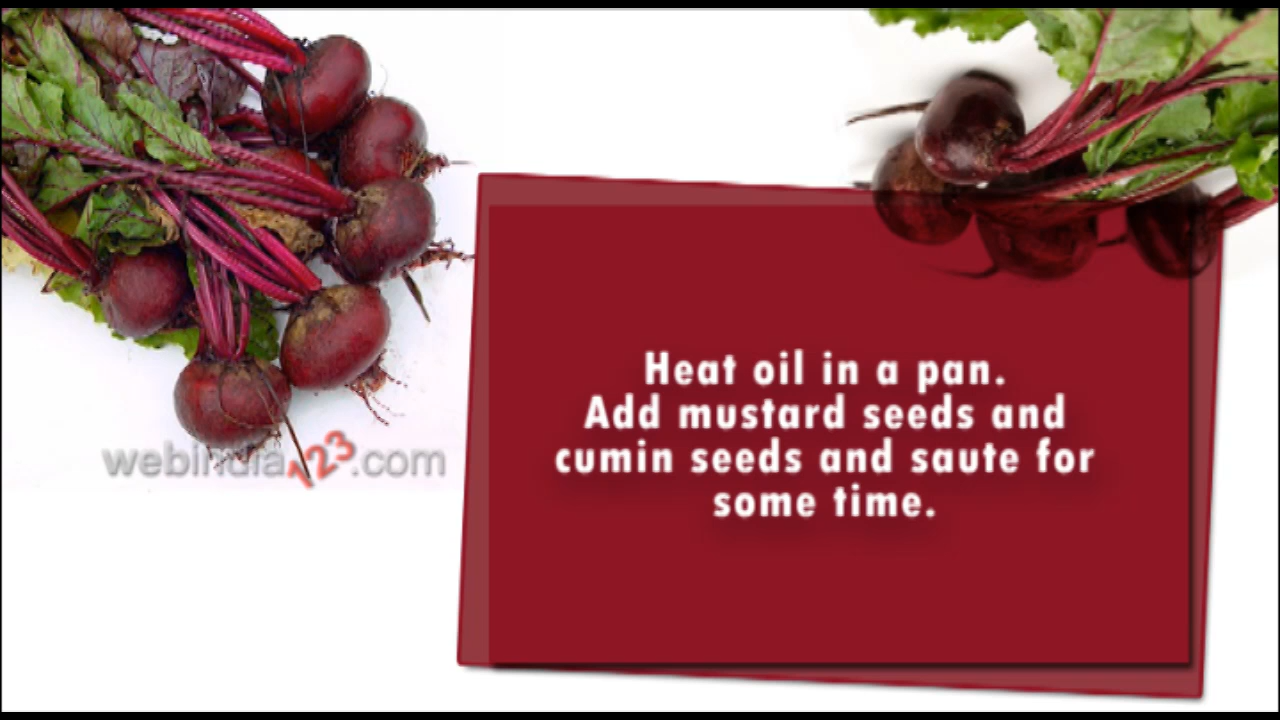 webindia123.com
Heat oil in a pan.
Add mustard seeds and
cumin seeds and saute for
some time.